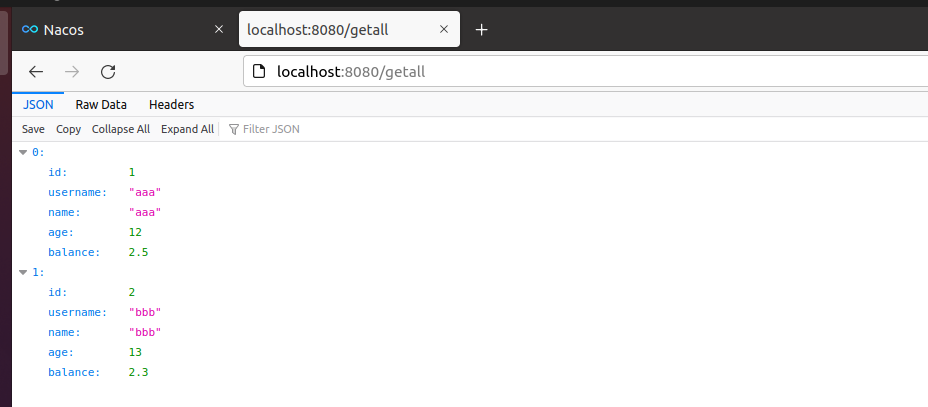 Nacos
localhost:8080/getall
localhost:8080/getall
JSON Raw Data Headers
Save Copy Collapse All Expand All Filter JSON
0:
id: 1
username: "aaa"
name: "aaa"
age: 12
balance: 2.5
1:
id: 2
username: "bbb"
name: "bbb"
age: 13
balance: 2.3